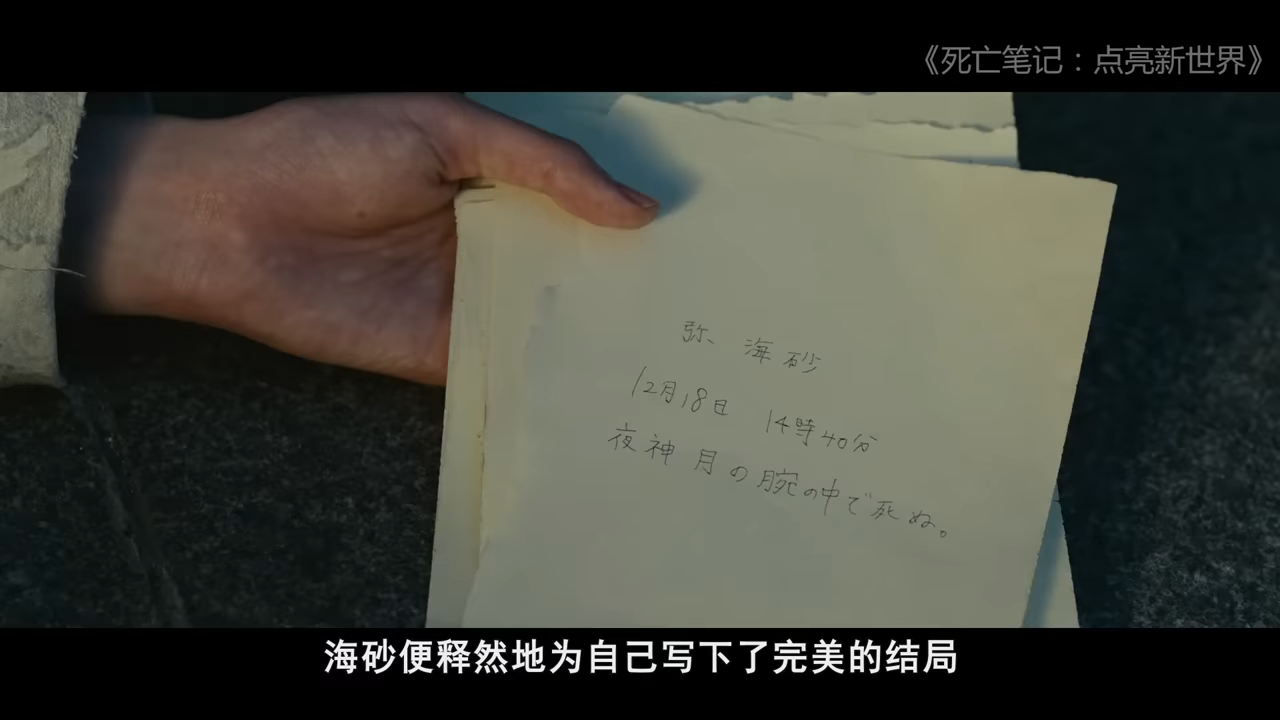 《死亡笔记：点亮新世界》
弥 海砂
12月18日 14時40分
夜神月の腕の中で死ぬ。
海砂便释然地为自己写下了完美的结局